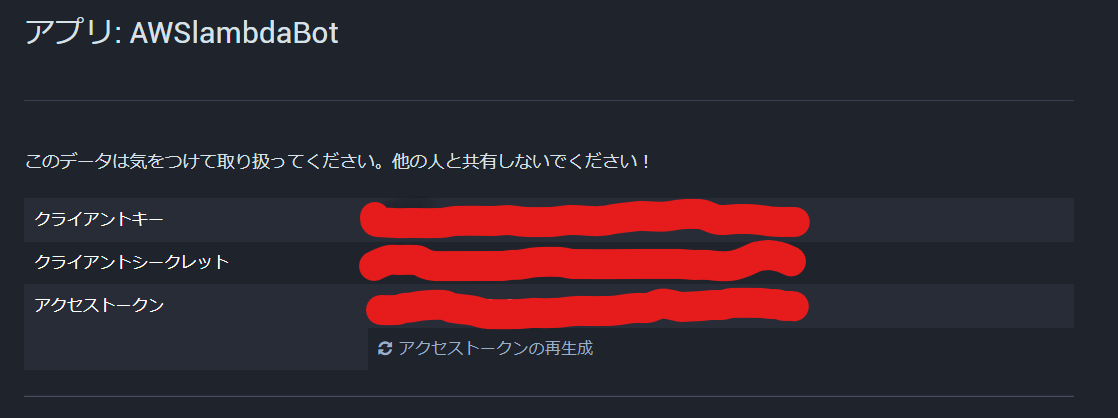 アプリ: AWSlambdaBot
このデータは気をつけて取り扱ってください。他の人と共有しないでください！
クライアントキー
クライアントシークレット
アクセストークン
アクセストークンの再生成